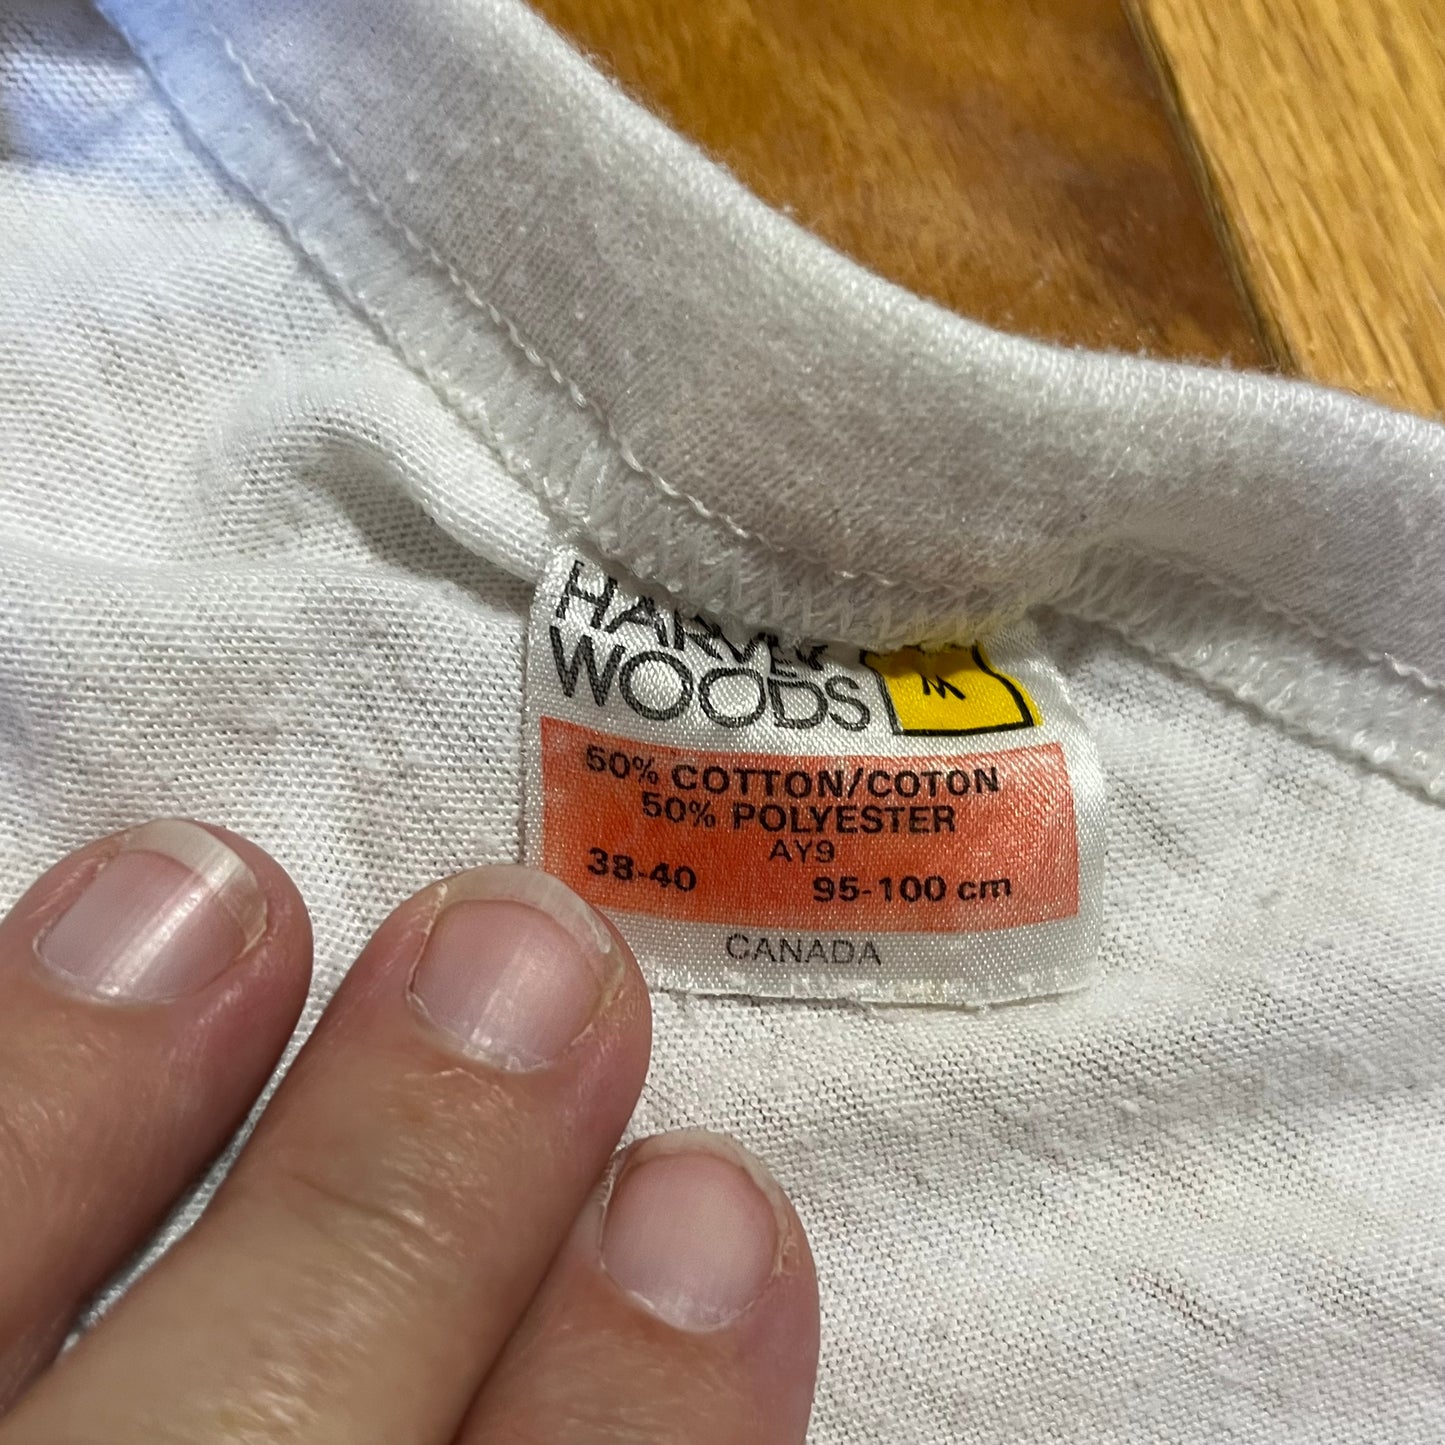 HARVEY
WOODS
M
50% COTTON/COTON
50% POLYESTER
AY9
38-40 95-100 cm
CANADA